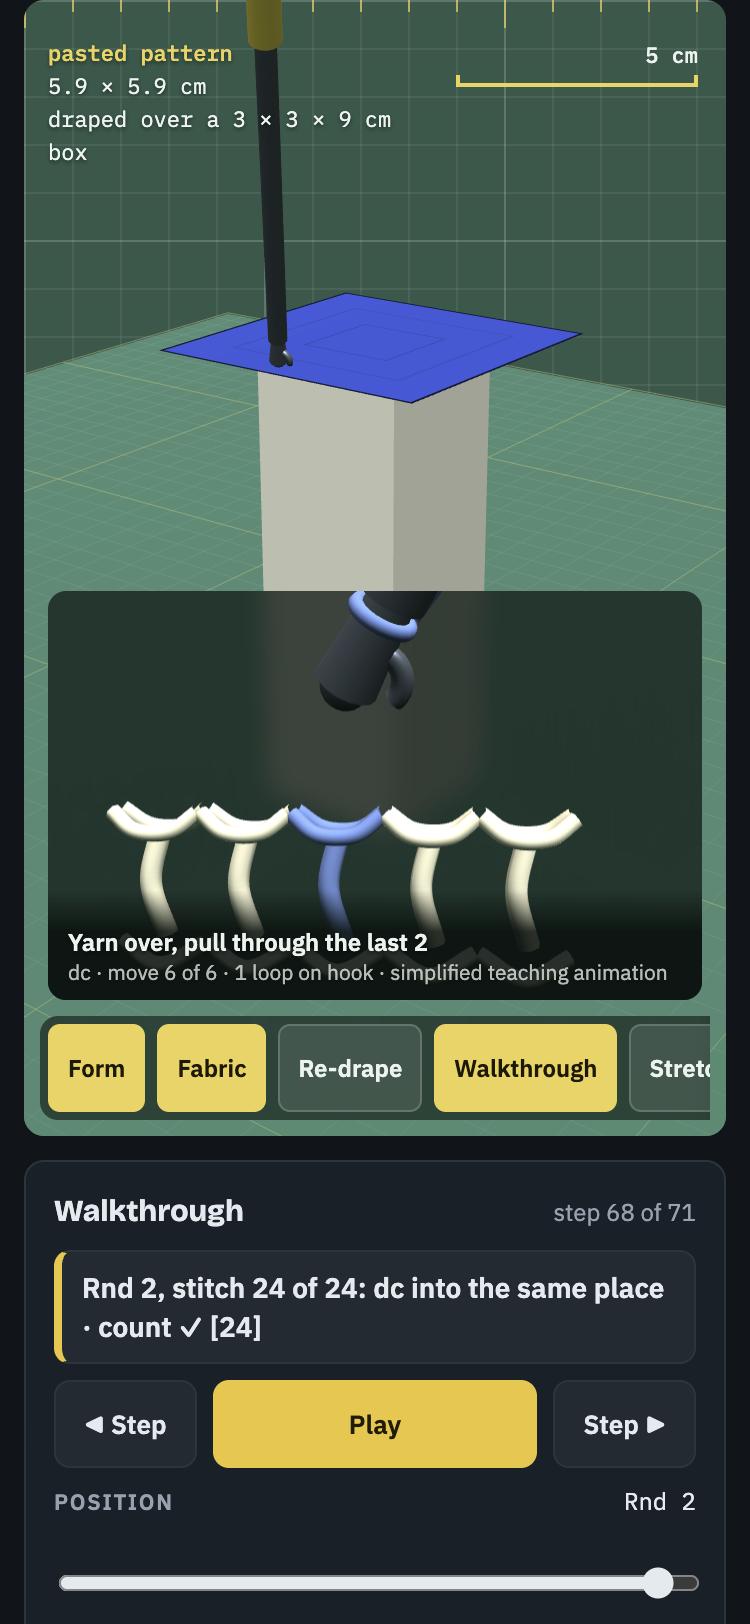 pasted pattern
5 cm
5.9 × 5.9 cm
draped over a 3 × 3 × 9 cm
box
Yarn over, pull through the last 2
dc · move 6 of 6 · 1 loop on hook · simplified teaching animation
Form Fabric Re-drape Walkthrough
Walkthrough
step 68 of 71
Rnd 2, stitch 24 of 24: dc into the same place
· count ✓ [24]
◀ Step Play Step ▶
POSITION
Rnd 2